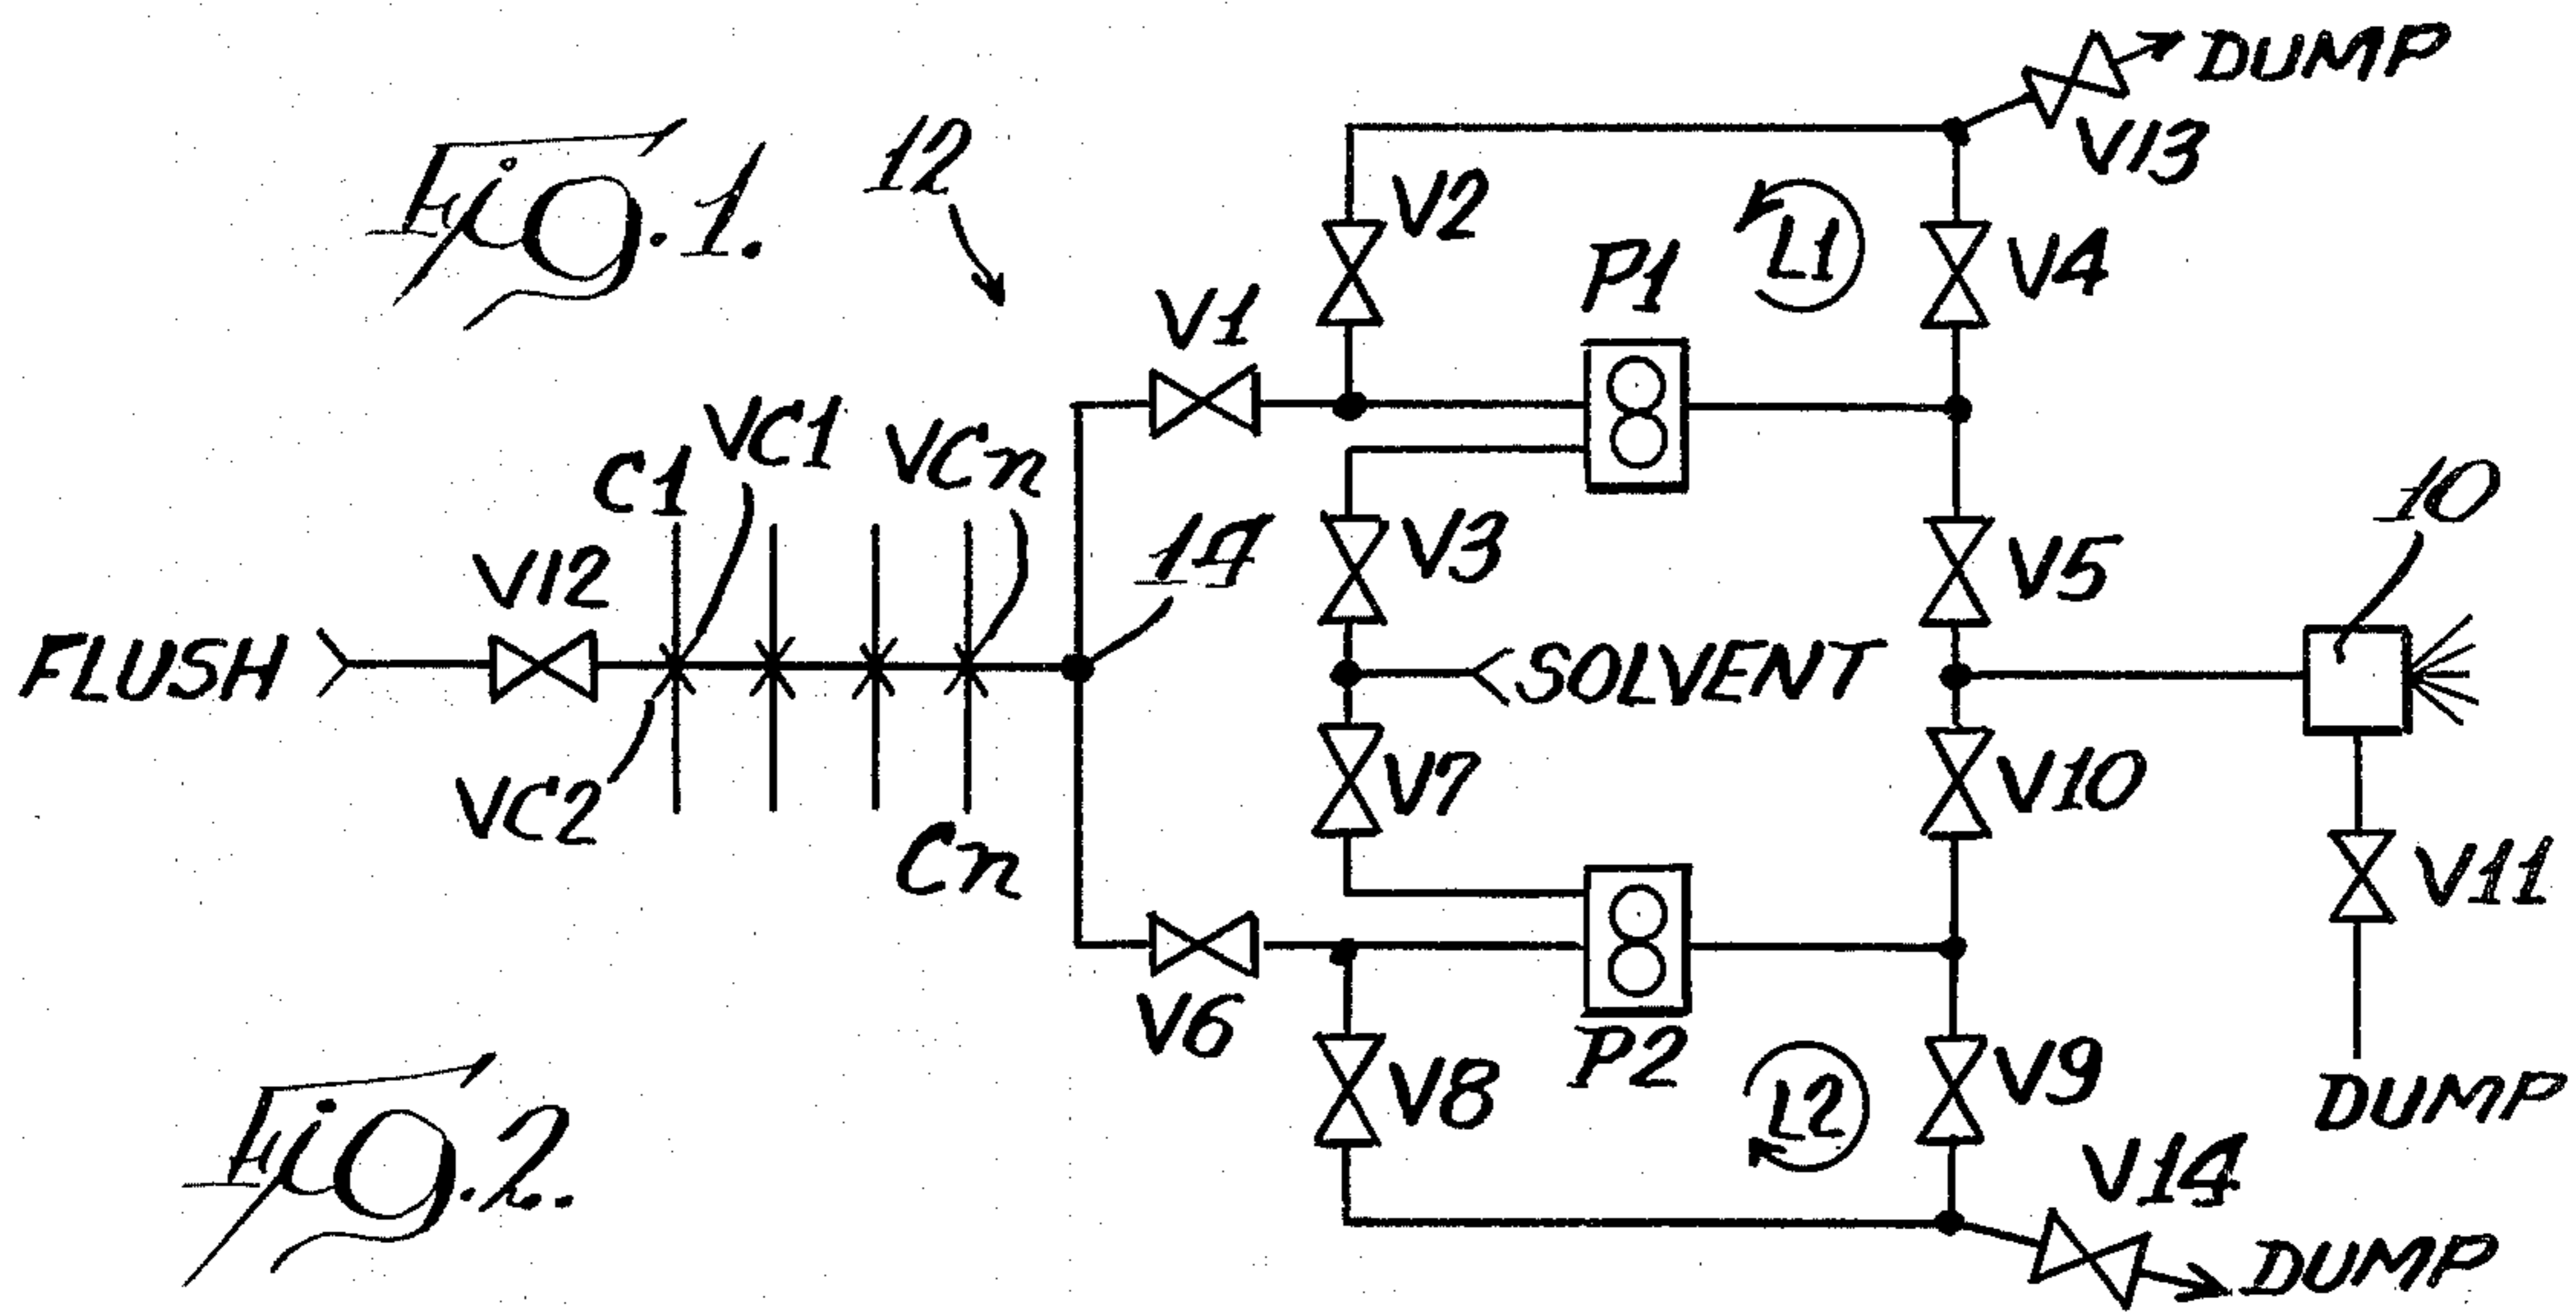 DUMP
V13
Fig. 1.
12
V2
L1
V4
P1
V1
C1
VC1
VCn
14
V3
V5
10
V12
FLUSH
SOLVENT
VC2
Cn
V7
V10
V11
V6
P2
V8
L2
V9
DUMP
V14
Fig. 2.
DUMP